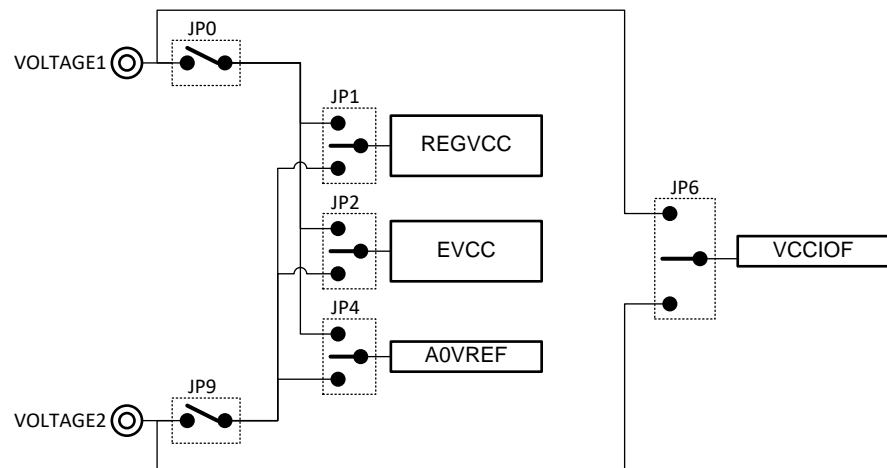 JP0
VOLTAGE1
JP1
REGVCC
JP2
EVCC
JP6
VCCIOF
JP4
A0VREF
JP9
VOLTAGE2